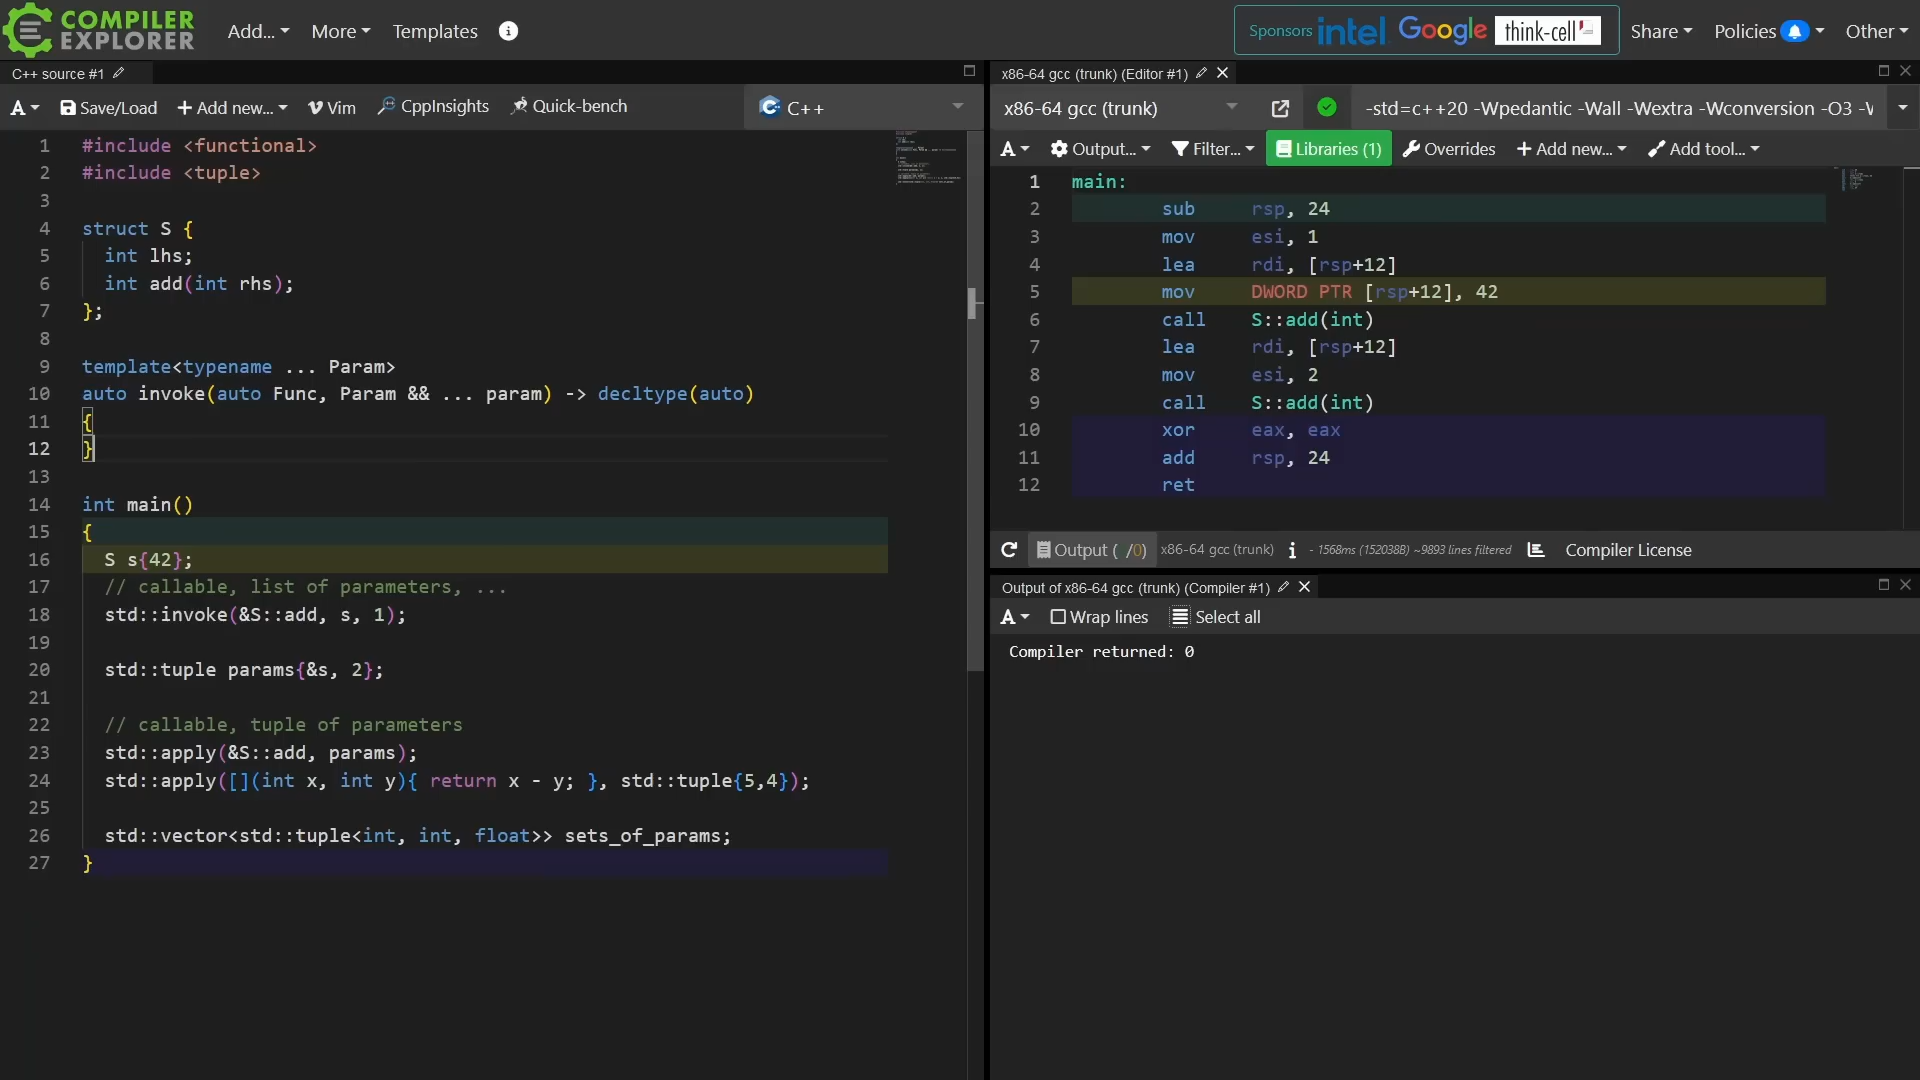 COMPILER EXPLORER
Add... More Templates
Sponsors intel. Google think-cell Share Policies Other
C++ source #1
A Save/Load + Add new... Vim CppInsights Quick-bench C++
1 #include <functional>
2 #include <tuple>
3
4 struct S {
5 int lhs;
6 int add(int rhs);
7 };
8
9 template<typename ... Param>
10 auto invoke(auto Func, Param && ... param) -> decltype(auto)
11 {
12 }
13
14 int main()
15 {
16 S s{42};
17 // callable, list of parameters, ...
18 std::invoke(&S::add, s, 1);
19
20 std::tuple params{&s, 2};
21
22 // callable, tuple of parameters
23 std::apply(&S::add, params);
24 std::apply([](int x, int y){ return x - y; }, std::tuple{5,4});
25
26 std::vector<std::tuple<int, int, float>> sets_of_params;
27 }
x86-64 gcc (trunk) (Editor #1)
x86-64 gcc (trunk) -std=c++20 -Wpedantic -Wall -Wextra -Wconversion -O3 -W
A Output... Filter... Libraries (1) Overrides + Add new... Add tool...
1 main:
2 sub rsp, 24
3 mov esi, 1
4 lea rdi, [rsp+12]
5 mov DWORD PTR [rsp+12], 42
6 call S::add(int)
7 lea rdi, [rsp+12]
8 mov esi, 2
9 call S::add(int)
10 xor eax, eax
11 add rsp, 24
12 ret
Output ( /0) x86-64 gcc (trunk) i - 1568ms (152038B) ~9893 lines filtered Compiler License
Output of x86-64 gcc (trunk) (Compiler #1)
A Wrap lines Select all
Compiler returned: 0